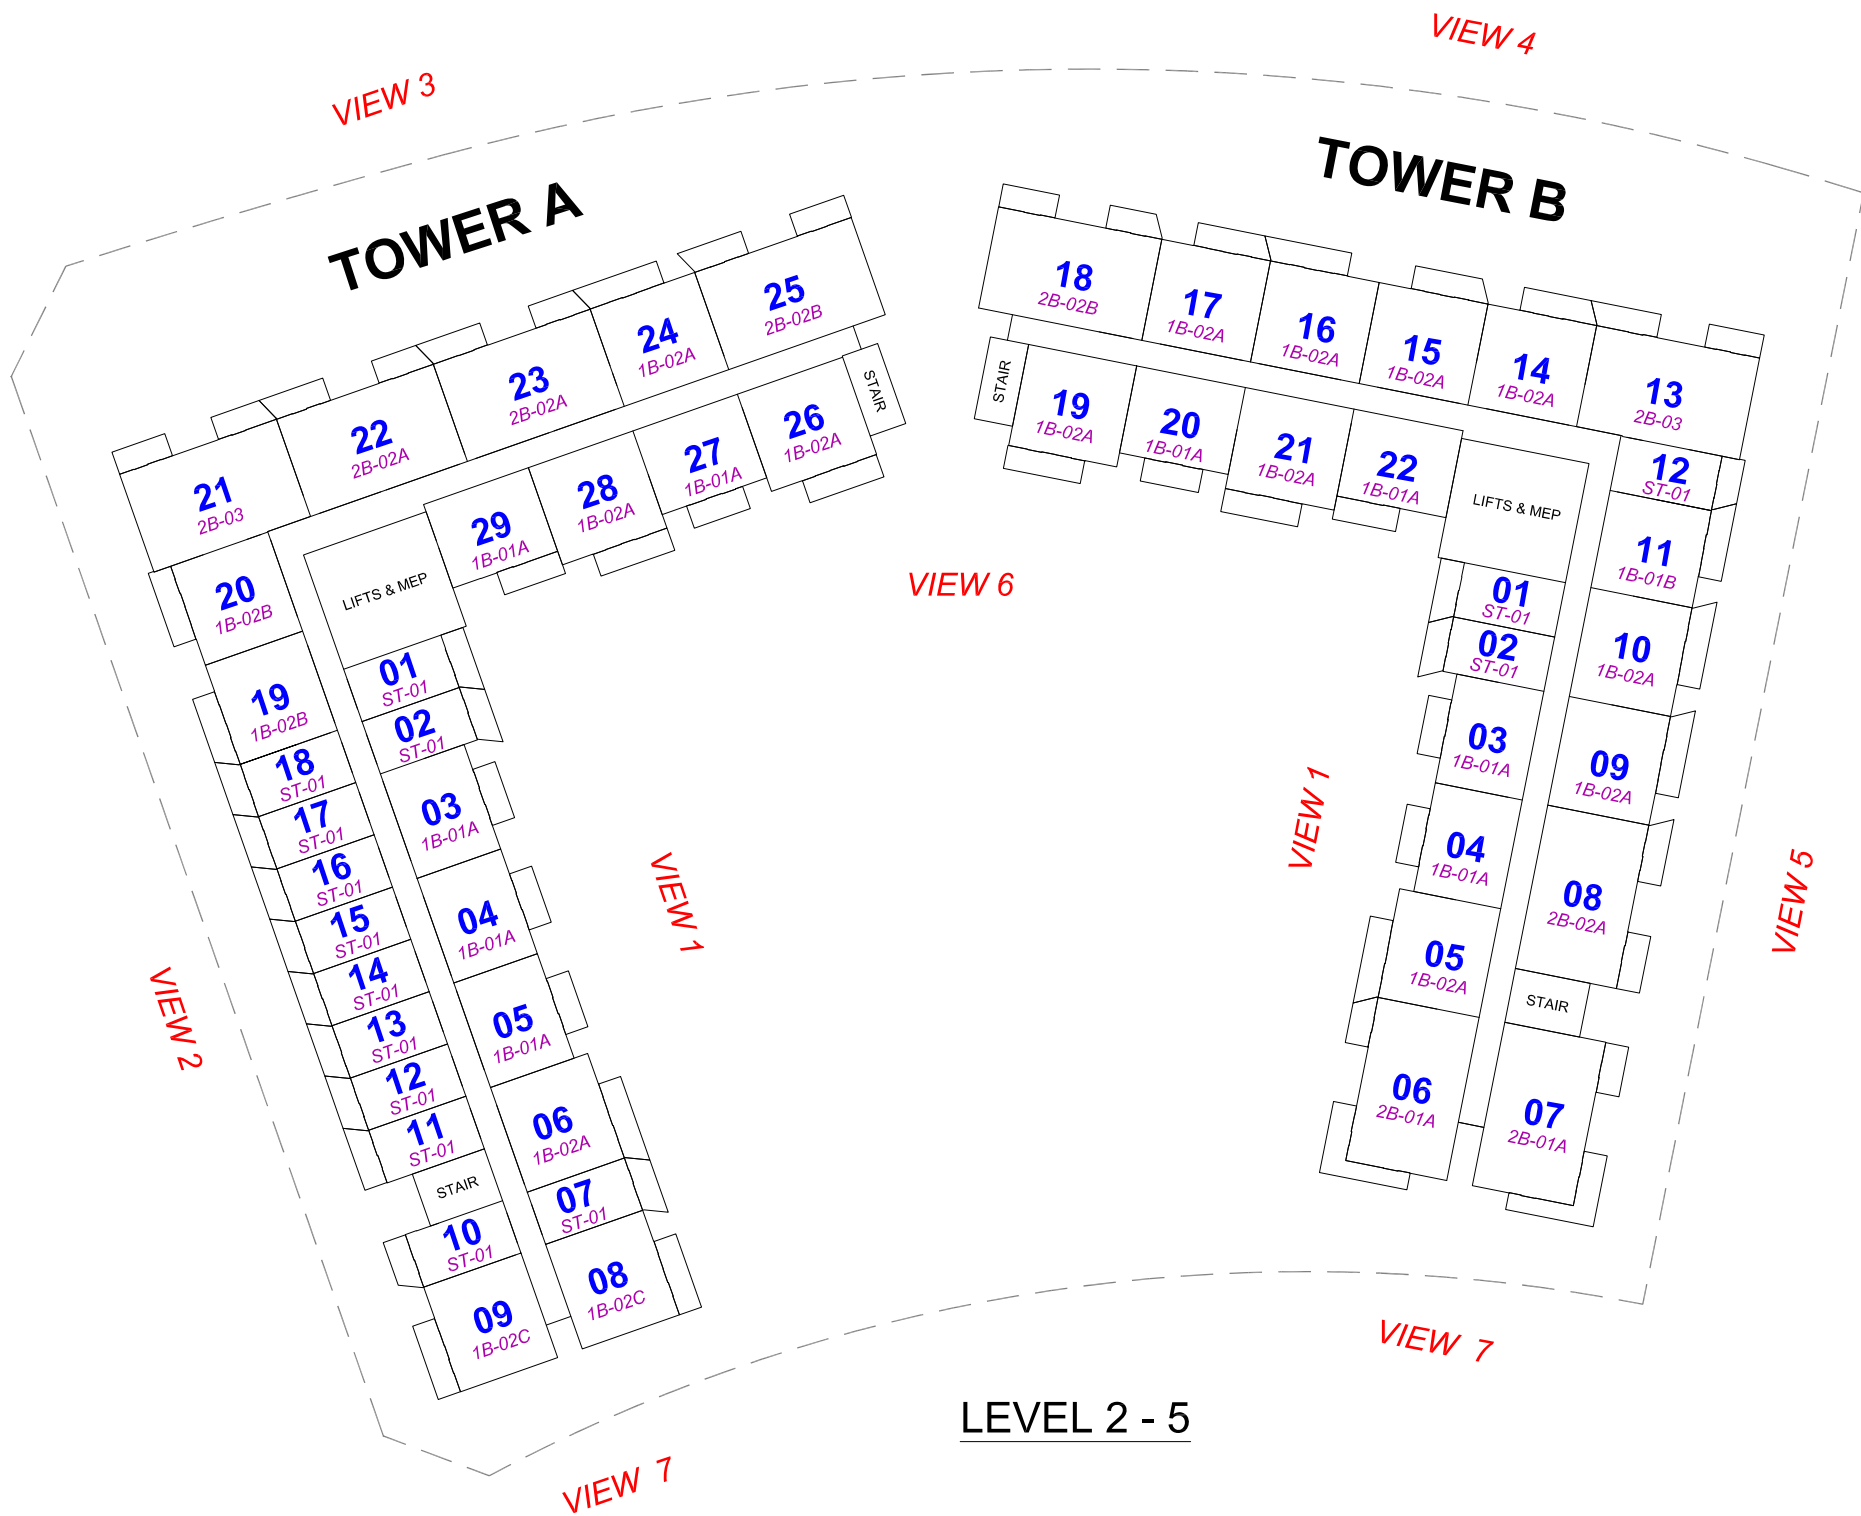 VIEW 4
VIEW 3
TOWER A
TOWER B
21
2B-03
22
2B-02A
23
2B-02A
24
1B-02A
25
2B-02B
STAIR
26
1B-02A
27
1B-01A
28
1B-02A
29
1B-01A
LIFTS & MEP
20
1B-02B
19
1B-02B
18
ST-01
17
ST-01
16
ST-01
15
ST-01
14
ST-01
13
ST-01
12
ST-01
11
ST-01
STAIR
10
ST-01
09
1B-02C
01
ST-01
02
ST-01
03
1B-01A
04
1B-01A
05
1B-01A
06
1B-02A
07
ST-01
08
1B-02C
VIEW 2
VIEW 1
VIEW 6
18
2B-02B
17
1B-02A
16
1B-02A
15
1B-02A
14
1B-02A
13
2B-03
STAIR
19
1B-02A
20
1B-01A
21
1B-02A
22
1B-01A
LIFTS & MEP
12
ST-01
11
1B-01B
10
1B-02A
09
1B-02A
08
2B-02A
STAIR
07
2B-01A
01
ST-01
02
ST-01
03
1B-01A
04
1B-01A
05
1B-02A
06
2B-01A
VIEW 1
VIEW 5
VIEW 7
LEVEL 2 - 5
VIEW 7